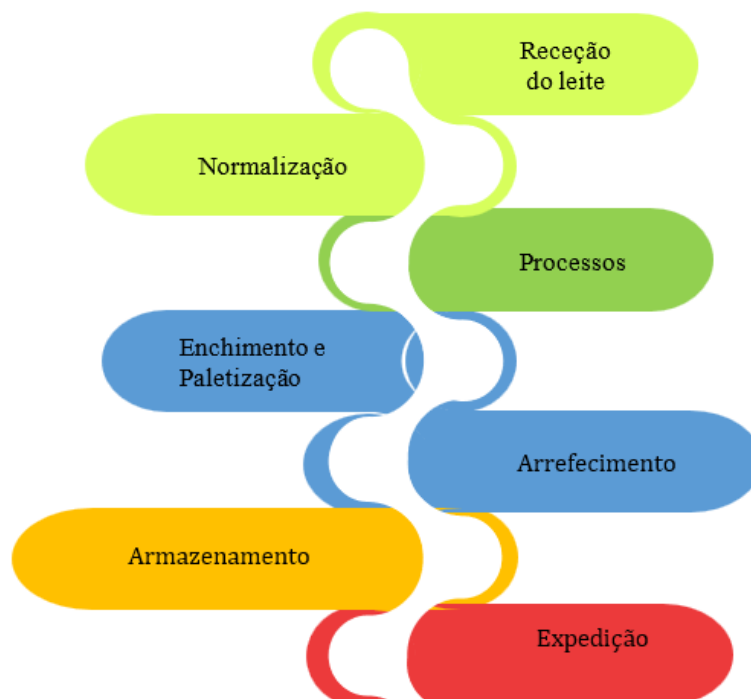 Receção
do leite
Normalização
Processos
Enchimento e
Paletização
Arrefecimento
Armazenamento
Expedição